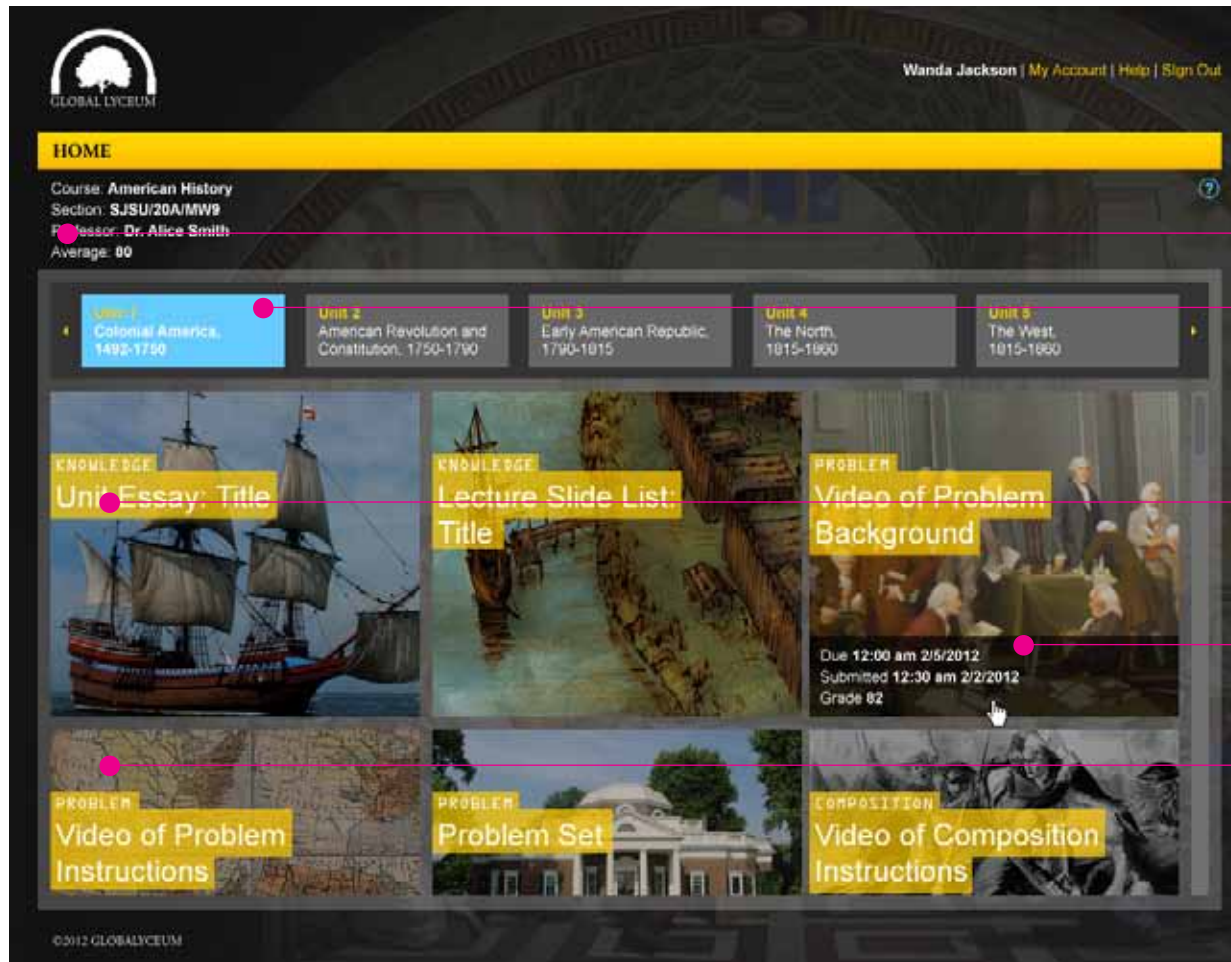 GLOBAL LYCEUM
Wanda Jackson | My Account | Help | Sign Out
HOME
Course: American History
Section: SJSU/20A/MW9
Professor: Dr. Alice Smith
Average: 80
Unit 1
Colonial America,
1492-1750
Unit 2
American Revolution and
Constitution, 1750-1790
Unit 3
Early American Republic,
1790-1815
Unit 4
The North,
1815-1860
Unit 5
The West,
1815-1860
KNOWLEDGE
Unit Essay: Title
KNOWLEDGE
Lecture Slide List:
Title
PROBLEM
Video of Problem
Background
Due 12:00 am 2/5/2012
Submitted 12:30 am 2/2/2012
Grade 82
PROBLEM
Video of Problem
Instructions
PROBLEM
Problem Set
COMPOSITION
Video of Composition
Instructions
©2012 GLOBALYCEUM